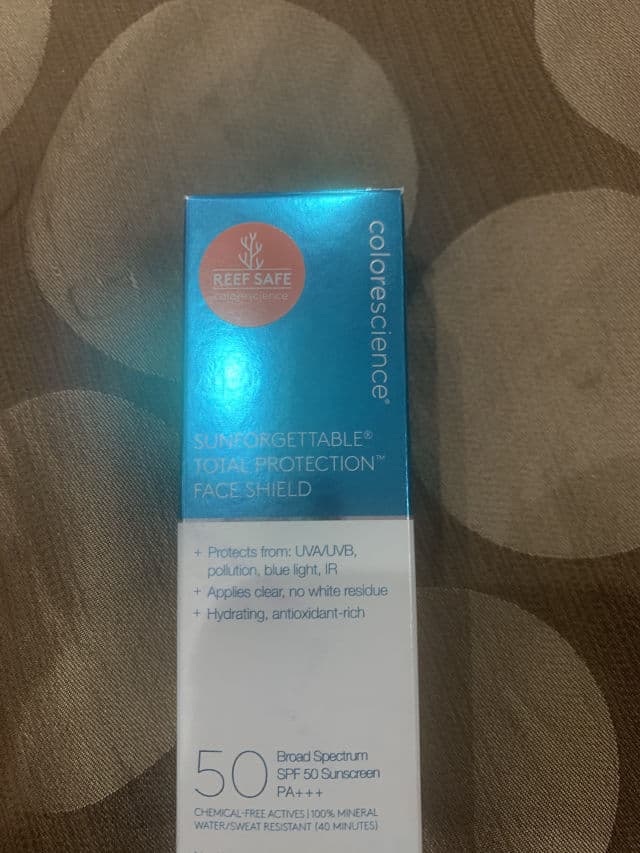 REEF SAFE
colorescience
colorescience®
SUNFORGETTABLE®
TOTAL PROTECTION™
FACE SHIELD
+ Protects from: UVA/UVB,
pollution, blue light, IR
+ Applies clear, no white residue
+ Hydrating, antioxidant-rich
50
Broad Spectrum
SPF 50 Sunscreen
PA+++
CHEMICAL-FREE ACTIVES | 100% MINERAL
WATER/SWEAT RESISTANT (40 MINUTES)